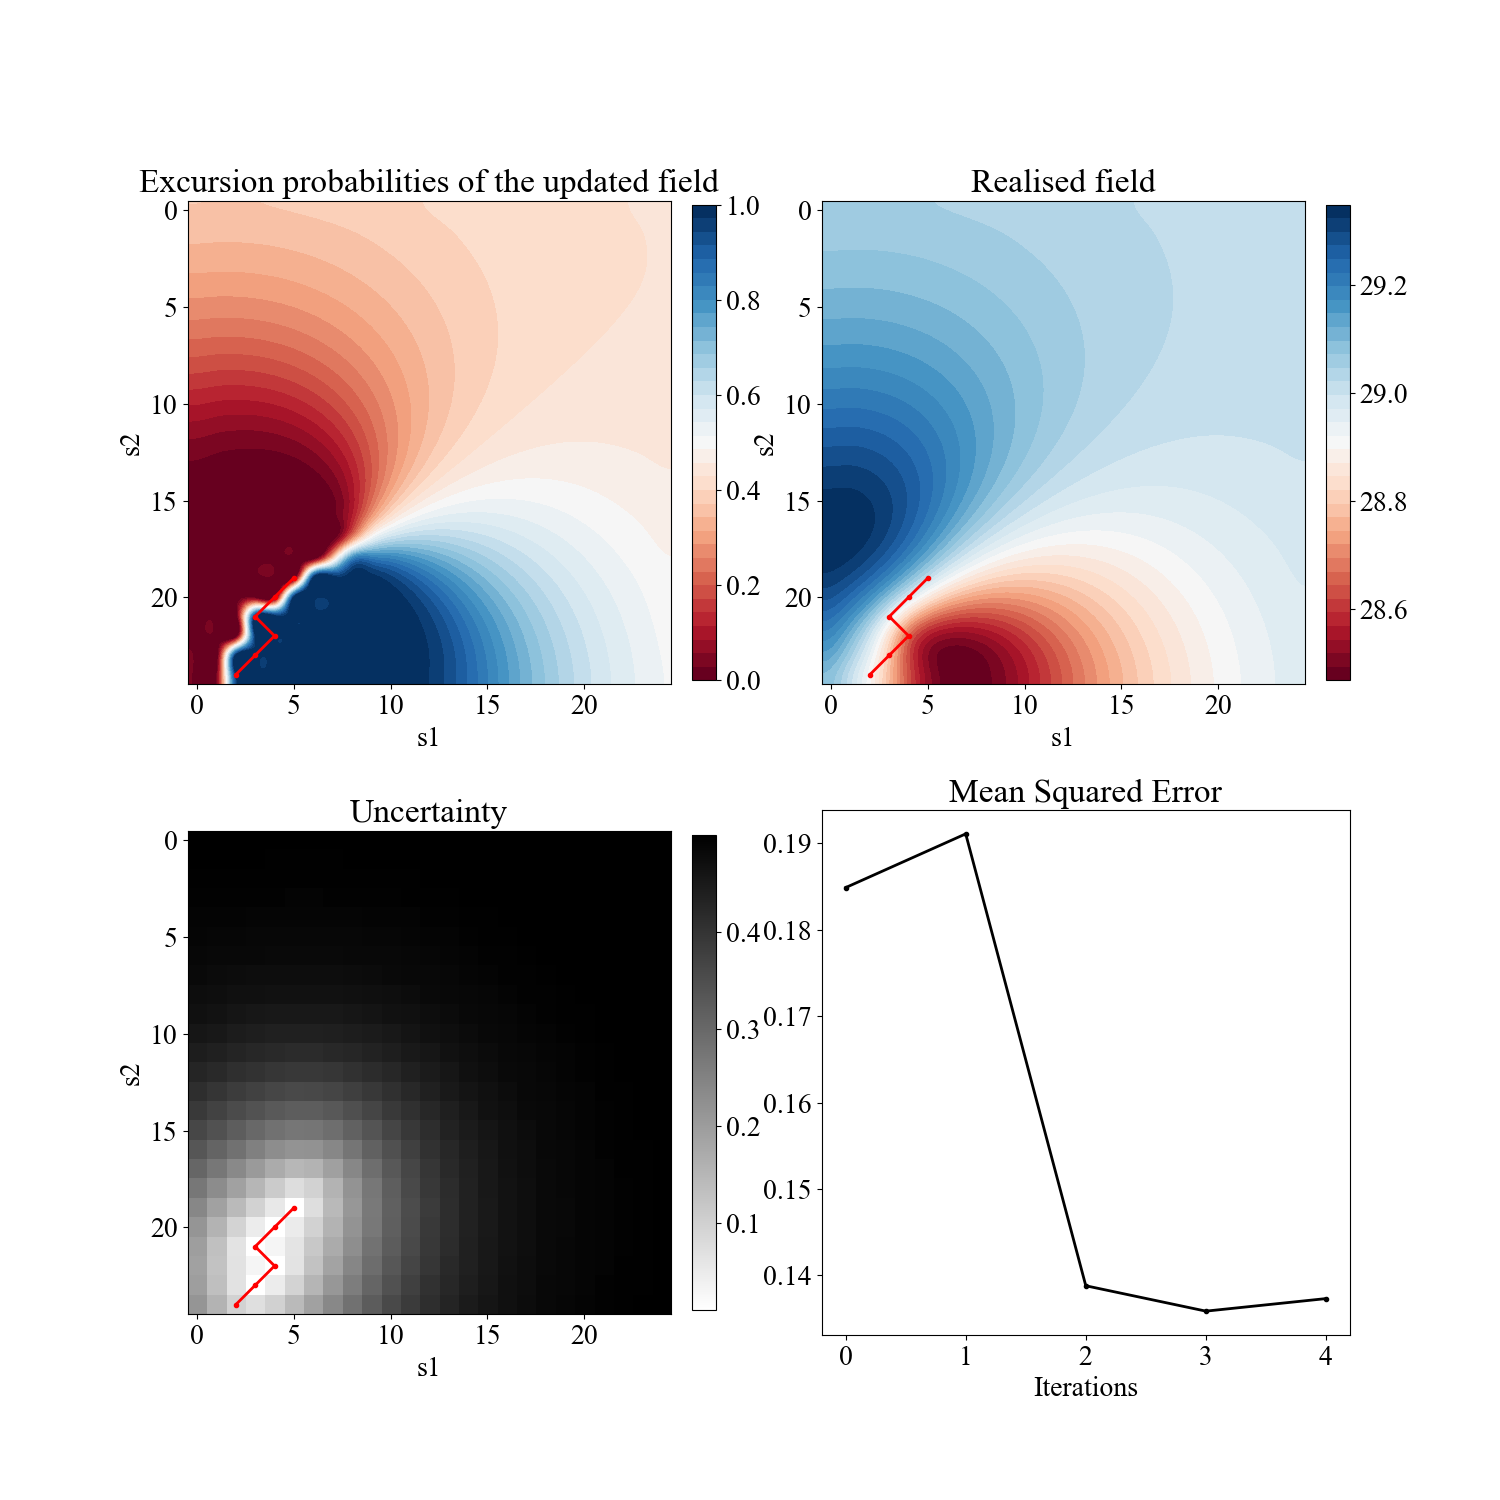 Excursion probabilities of the updated field
0
5
10
15
20
s2
0 5 10 15 20
s1
1.0
0.8
0.6
0.4
0.2
0.0
Realised field
0
5
10
15
20
s2
0 5 10 15 20
s1
29.2
29.0
28.8
28.6
Uncertainty
0
5
10
15
20
s2
0 5 10 15 20
s1
0.4
0.3
0.2
0.1
Mean Squared Error
0.19
0.18
0.17
0.16
0.15
0.14
0 1 2 3 4
Iterations